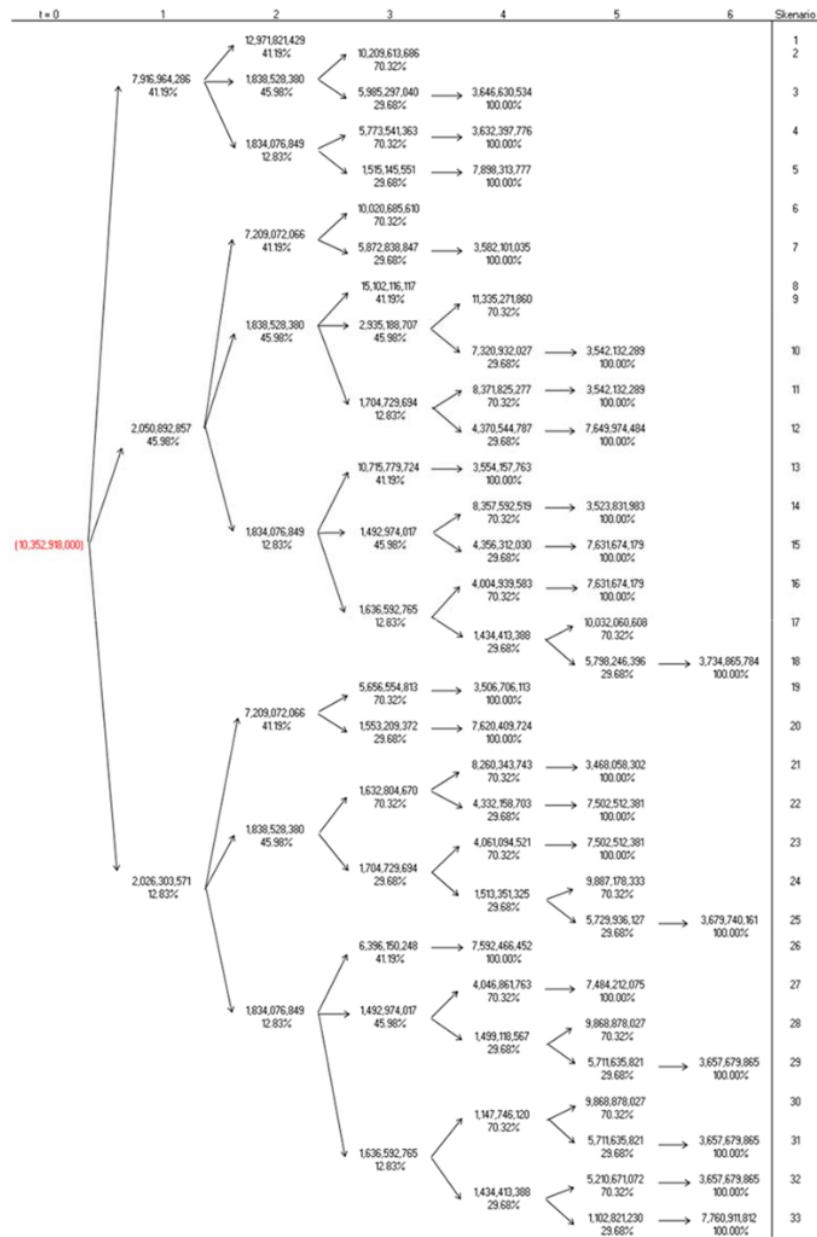 t = 0 1 2 3 4 5 6 Skenario
12,971,821,429 1
41.19% 10,209,613,686 2
70.32%
7,916,964,286 1,838,528,380 5,985,297,040 3,646,630,534 3
41.19% 45.98% 29.68% 100.00%
5,773,541,363 3,632,397,776 4
1,834,076,849 70.32% 100.00%
12.83% 1,515,145,551 7,898,313,777 5
29.68% 100.00%
10,020,685,610 6
7,209,072,066 70.32%
41.19% 5,872,838,847 3,582,101,035 7
29.68% 100.00%
15,102,116,117 8
41.19% 11,335,271,860 9
70.32%
1,838,528,380 2,935,188,707
45.98% 45.98% 7,320,932,027 3,542,132,289 10
29.68% 100.00%
8,371,825,277 3,542,132,289 11
1,704,729,694 70.32% 100.00%
12.83%
2,050,892,857 4,370,544,787 7,649,974,484 12
45.98% 29.68% 100.00%
10,715,779,724 3,554,157,763 13
41.19% 100.00%
8,357,592,519 3,523,831,983 14
1,834,076,849 1,492,974,017 70.32% 100.00%
12.83% 45.98%
(10,352,918,000) 4,356,312,030 7,631,674,179 15
29.68% 100.00%
4,004,939,583 7,631,674,179 16
1,636,592,765 70.32% 100.00%
12.83%
10,032,060,608 17
1,434,413,388 70.32%
29.68%
5,798,246,396 3,734,865,784 18
29.68% 100.00%
5,656,554,813 3,506,706,113 19
7,209,072,066 70.32% 100.00%
41.19% 1,553,209,372 7,620,409,724 20
29.68% 100.00%
8,260,343,743 3,468,058,302 21
1,632,804,670 70.32% 100.00%
70.32%
4,332,158,703 7,502,512,381 22
29.68% 100.00%
1,838,528,380
45.98%
4,061,094,521 7,502,512,381 23
1,704,729,694 70.32% 100.00%
29.68%
2,026,303,571 9,887,178,333 24
12.83% 1,513,351,325 70.32%
29.68%
5,729,936,127 3,679,740,161 25
29.68% 100.00%
6,396,150,248 7,592,466,452 26
41.19% 100.00%
4,046,861,763 7,484,212,075 27
70.32% 100.00%
1,834,076,849 1,492,974,017
12.83% 45.98%
9,868,878,027 28
1,499,118,567 70.32%
29.68%
5,711,635,821 3,657,679,865 29
29.68% 100.00%
9,868,878,027 30
1,147,746,120 70.32%
70.32%
5,711,635,821 3,657,679,865 31
29.68% 100.00%
1,636,592,765
12.83%
5,210,671,072 3,657,679,865 32
1,434,413,388 70.32% 100.00%
29.68%
1,102,821,230 7,760,911,812 33
29.68% 100.00%